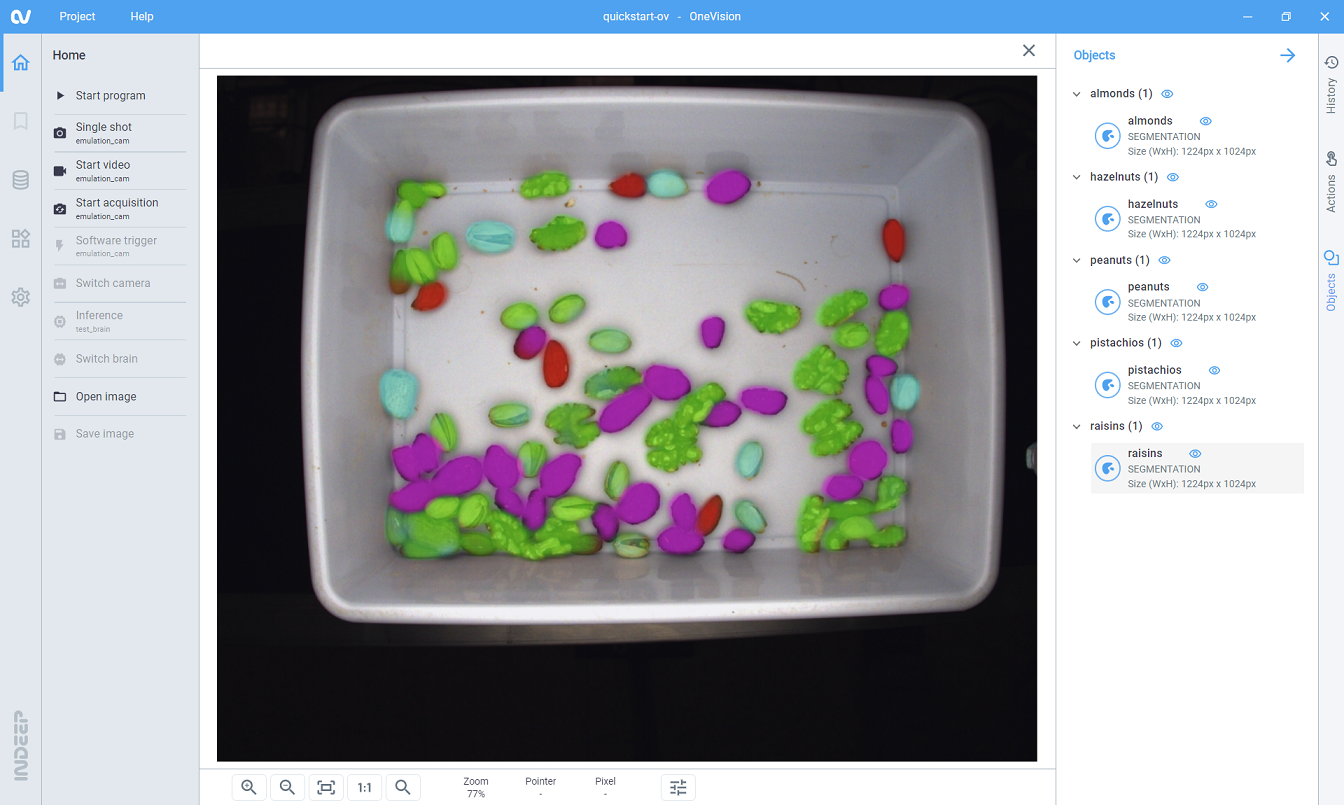 Project
Help
quickstart-ov - OneVision
Home
Start program
Single shot
emulation_cam
Start video
emulation_cam
Start acquisition
emulation_cam
Software trigger
emulation_cam
Switch camera
Inference
test_brain
Switch brain
Open image
Save image
INDEEP
1:1
Zoom
77%
Pointer
-
Pixel
-
Objects
almonds (1)
almonds
SEGMENTATION
Size (WxH): 1224px x 1024px
hazelnuts (1)
hazelnuts
SEGMENTATION
Size (WxH): 1224px x 1024px
peanuts (1)
peanuts
SEGMENTATION
Size (WxH): 1224px x 1024px
pistachios (1)
pistachios
SEGMENTATION
Size (WxH): 1224px x 1024px
raisins (1)
raisins
SEGMENTATION
Size (WxH): 1224px x 1024px
History
Actions
Objects